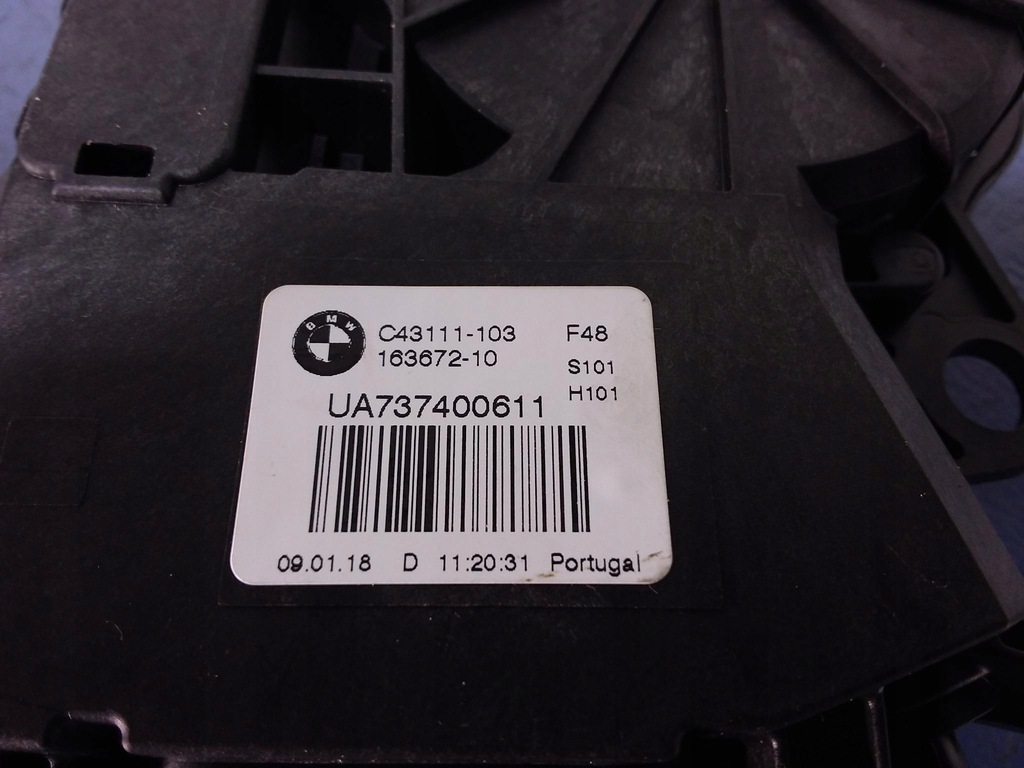 BMW
C43111-103 F48
163672-10 S101
H101
UA737400611
09.01.18 D 11:20:31 Portugal